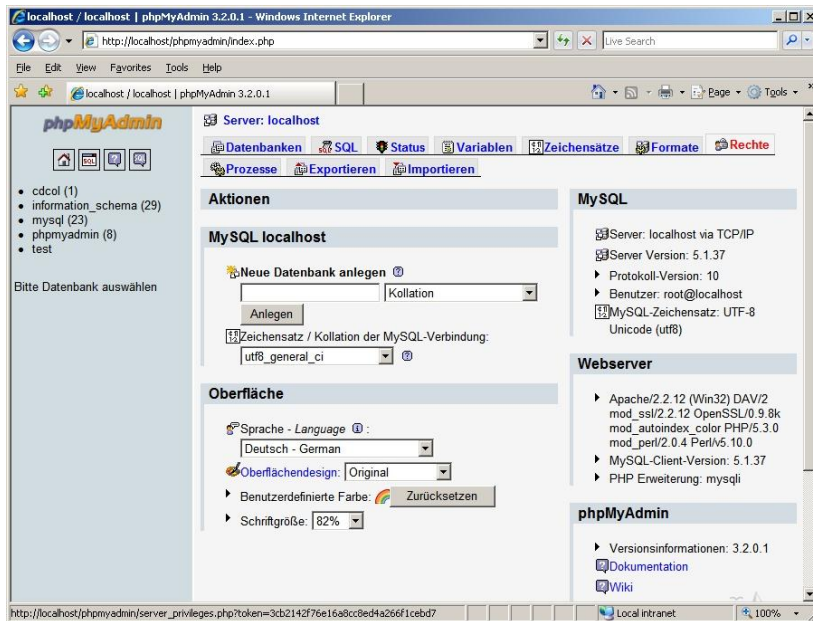 localhost / localhost | phpMyAdmin 3.2.0.1 - Windows Internet Explorer
http://localhost/phpmyadmin/index.php
Live Search
File Edit View Favorites Tools Help
localhost / localhost | phpMyAdmin 3.2.0.1
Page Tools
phpMyAdmin
SQL
cdcol (1)
information_schema (29)
mysql (23)
phpmyadmin (8)
test
Bitte Datenbank auswählen
Server: localhost
Datenbanken SQL Status Variablen Zeichensätze Formate Rechte
Prozesse Exportieren Importieren
Aktionen
MySQL localhost
Neue Datenbank anlegen
Kollation
Anlegen
Zeichensatz / Kollation der MySQL-Verbindung:
utf8_general_ci
Oberfläche
Sprache - Language :
Deutsch - German
Oberflächendesign: Original
Benutzerdefinierte Farbe: Zurücksetzen
Schriftgröße: 82%
MySQL
Server: localhost via TCP/IP
Server Version: 5.1.37
Protokoll-Version: 10
Benutzer: root@localhost
MySQL-Zeichensatz: UTF-8
Unicode (utf8)
Webserver
Apache/2.2.12 (Win32) DAV/2
mod_ssl/2.2.12 OpenSSL/0.9.8k
mod_autoindex_color PHP/5.3.0
mod_perl/2.0.4 Perl/v5.10.0
MySQL-Client-Version: 5.1.37
PHP Erweiterung: mysqli
phpMyAdmin
Versionsinformationen: 3.2.0.1
Dokumentation
Wiki
http://localhost/phpmyadmin/server_privileges.php?token=3cb2142f76e16a8cc8ed4a266f1cebd7
Local intranet
100%